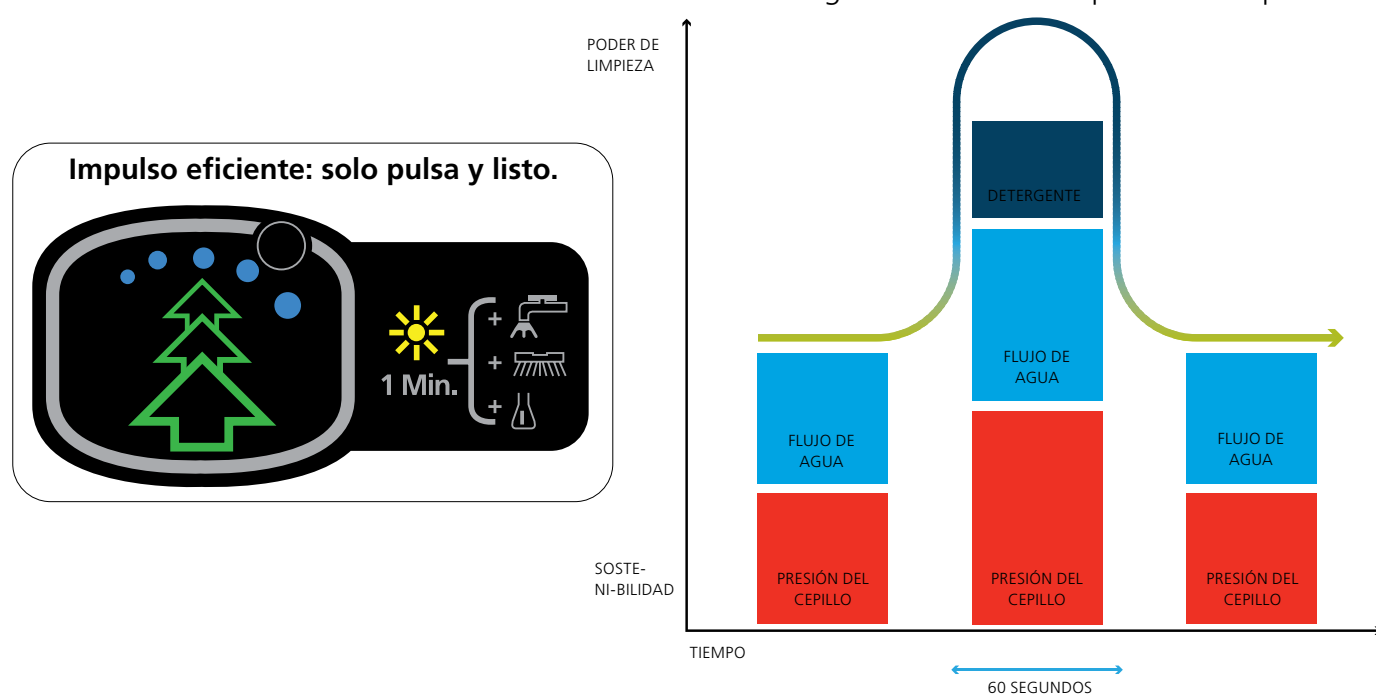 Impulso eficiente: solo pulsa y listo.
+
+
1 Min.
+
PODER DE
LIMPIEZA
DETERGENTE
FLUJO DE
AGUA
FLUJO DE
AGUA
FLUJO DE
AGUA
SOSTE-
NI-BILIDAD
PRESIÓN DEL
CEPILLO
PRESIÓN DEL
CEPILLO
PRESIÓN DEL
CEPILLO
TIEMPO
60 SEGUNDOS